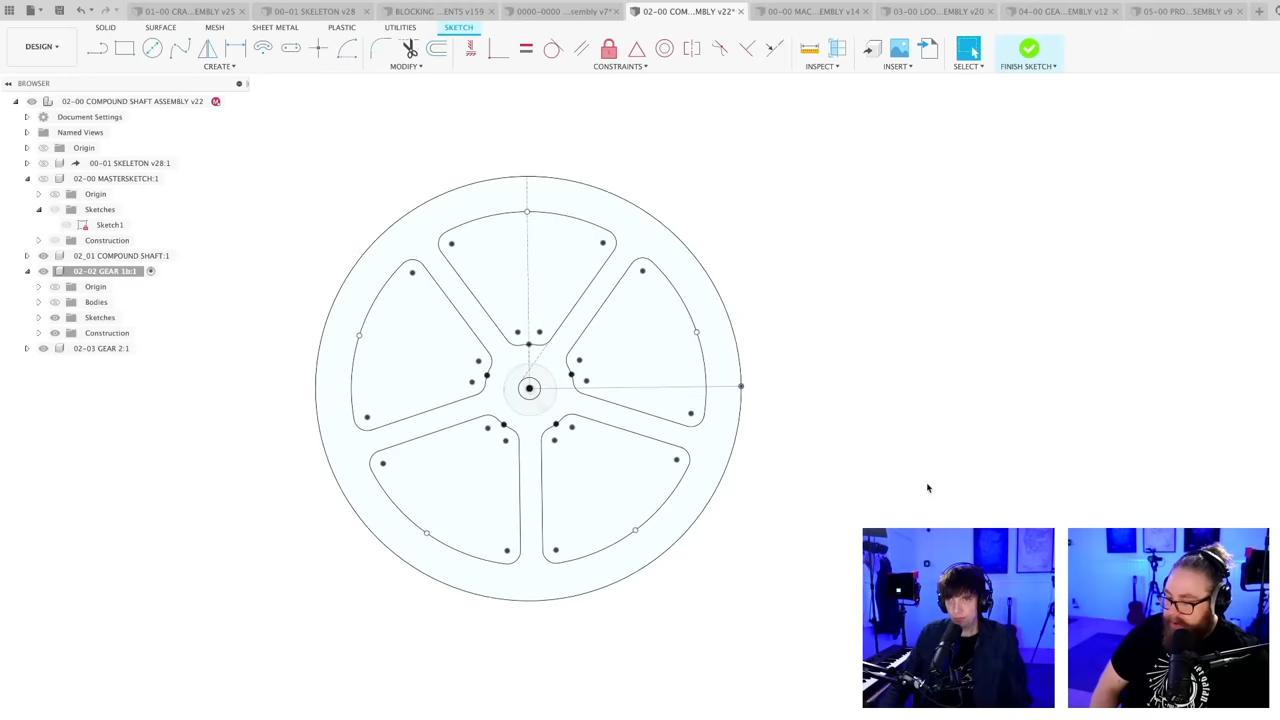 01-00 CRA...EMBLY v25
00-01 SKELETON v28
BLOCKING ...ENTS v159
0000-0000 ...sembly v7*
02-00 COM...MBLY v22*
00-00 MAC...EMBLY v14
03-00 LOO...EMBLY v20
04-00 GEA...EMBLY v12
05-00 PRO...SEMBLY v9
SOLID
SURFACE
MESH
SHEET METAL
PLASTIC
UTILITIES
SKETCH
DESIGN
CREATE
MODIFY
CONSTRAINTS
INSPECT
INSERT
SELECT
FINISH SKETCH
BROWSER
02-00 COMPOUND SHAFT ASSEMBLY v22
Document Settings
Named Views
Origin
00-01 SKELETON v28:1
02-00 MASTERSKETCH:1
Origin
Sketches
Sketch1
Construction
02_01 COMPOUND SHAFT:1
02-02 GEAR 1b:1
Origin
Bodies
Sketches
Construction
02-03 GEAR 2:1